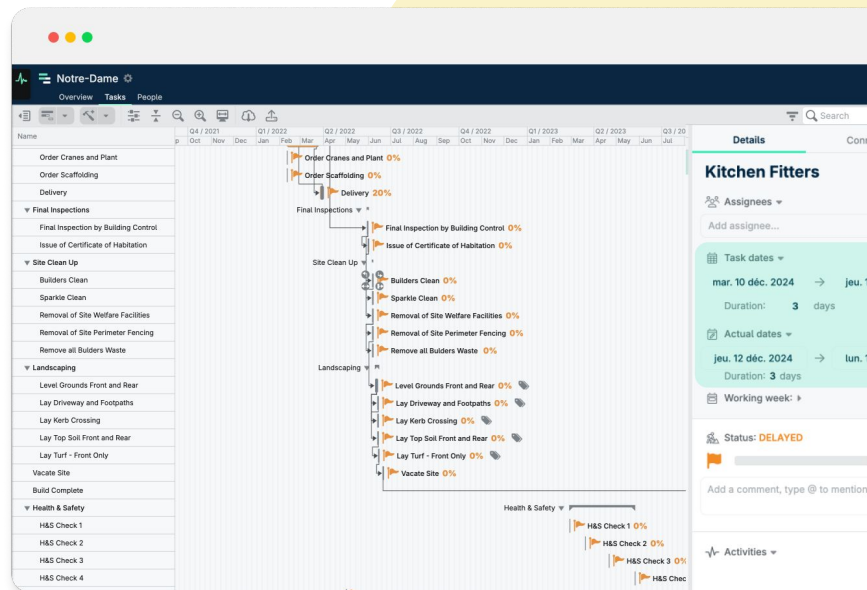 Notre-Dame
Overview Tasks People
Search
Name
Q4 / 2021 Q1 / 2022 Q2 / 2022 Q3 / 2022 Q4 / 2022 Q1 / 2023 Q2 / 2023 Q3 / 20
p Oct Nov Dec Jan Feb Mar Apr May Jun Jul Aug Sep Oct Nov Dec Jan Feb Mar Apr May Jun Jul
Order Cranes and Plant Order Cranes and Plant 0%
Order Scaffolding Order Scaffolding 0%
Delivery Delivery 20%
Final Inspections Final Inspections
Final Inspection by Building Control Final Inspection by Building Control 0%
Issue of Certificate of Habitation Issue of Certificate of Habitation 0%
Site Clean Up Site Clean Up
Builders Clean Builders Clean 0%
Sparkle Clean Sparkle Clean 0%
Removal of Site Welfare Facilities Removal of Site Welfare Facilities 0%
Removal of Site Perimeter Fencing Removal of Site Perimeter Fencing 0%
Remove all Bulders Waste Remove all Bulders Waste 0%
Landscaping Landscaping
Level Grounds Front and Rear Level Grounds Front and Rear 0%
Lay Driveway and Footpaths Lay Driveway and Footpaths 0%
Lay Kerb Crossing Lay Kerb Crossing 0%
Lay Top Soil Front and Rear Lay Top Soil Front and Rear 0%
Lay Turf - Front Only Lay Turf - Front Only 0%
Vacate Site Vacate Site 0%
Build Complete
Health & Safety Health & Safety
H&S Check 1 H&S Check 1 0%
H&S Check 2 H&S Check 2 0%
H&S Check 3 H&S Check 3 0%
H&S Check 4 H&S Chec
Details Conn
Kitchen Fitters
Assignees
Add assignee...
Task dates
mar. 10 déc. 2024 → jeu. 1
Duration: 3 days
Actual dates
jeu. 12 déc. 2024 → lun. 1
Duration: 3 days
Working week:
Status: DELAYED
Add a comment, type @ to mention
Activities